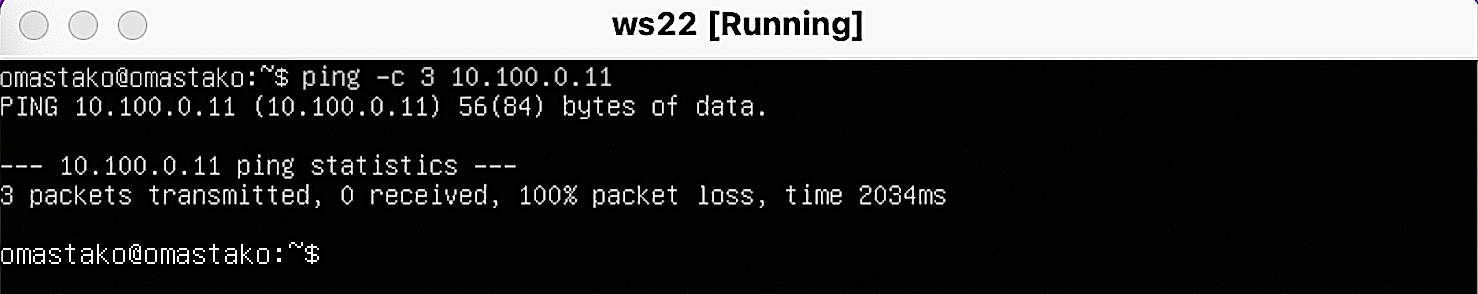 ws22 [Running]
omastako@omastako:~$ ping -c 3 10.100.0.11
PING 10.100.0.11 (10.100.0.11) 56(84) bytes of data.
--- 10.100.0.11 ping statistics ---
3 packets transmitted, 0 received, 100% packet loss, time 2034ms
omastako@omastako:~$